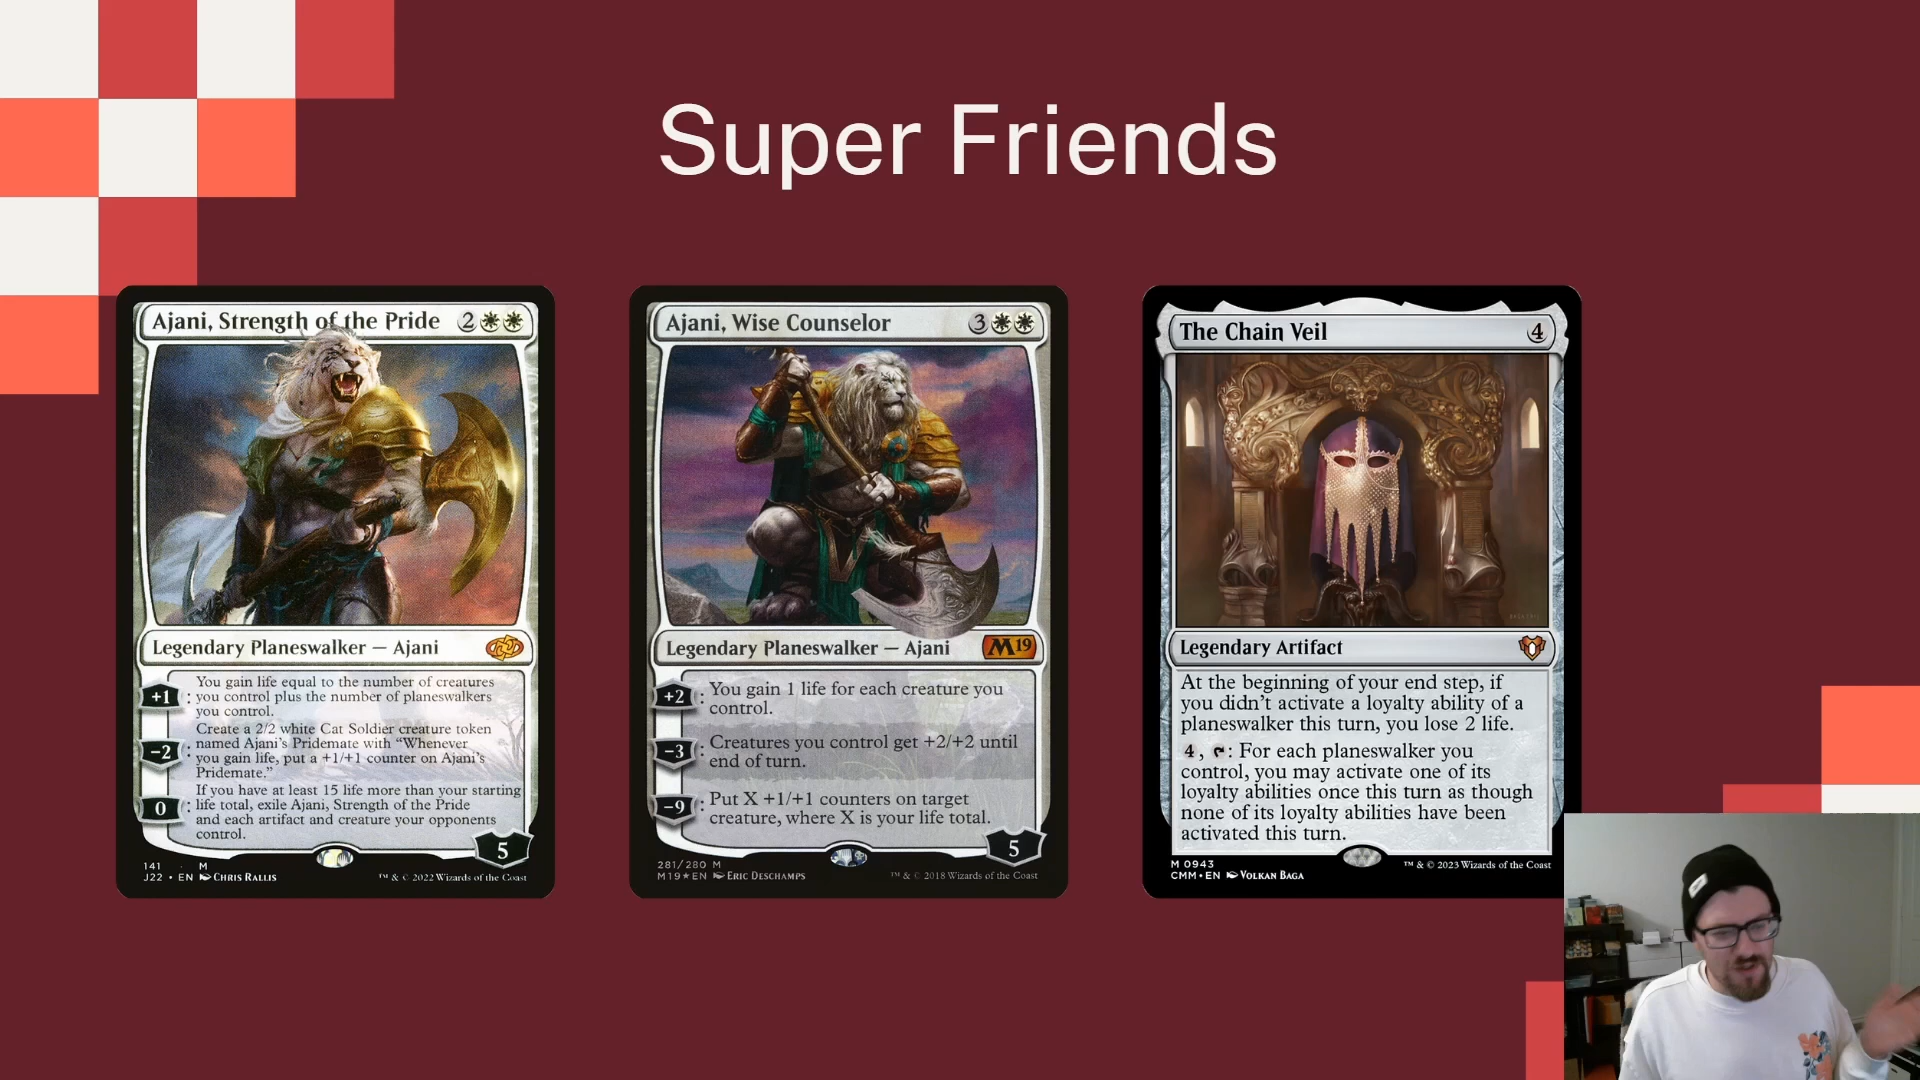 Super Friends
Ajani, Strength of the Pride 2
Legendary Planeswalker — Ajani
+1 : You gain life equal to the number of creatures
you control plus the number of planeswalkers
you control.
−2 : Create a 2/2 white Cat Soldier creature token
named Ajani's Pridemate with “Whenever
you gain life, put a +1/+1 counter on Ajani's
Pridemate.”
0 : If you have at least 15 life more than your starting
life total, exile Ajani, Strength of the Pride
and each artifact and creature your opponents
control.
5
141 M
J22 • EN Chris Rallis
™ & © 2022 Wizards of the Coast
Ajani, Wise Counselor 3
Legendary Planeswalker — Ajani M19
+2 : You gain 1 life for each creature you
control.
−3 : Creatures you control get +2/+2 until
end of turn.
−9 : Put X +1/+1 counters on target
creature, where X is your life total.
5
281/280 M
M19★EN Eric Deschamps
™ & © 2018 Wizards of the Coast
The Chain Veil 4
Legendary Artifact
At the beginning of your end step, if
you didn't activate a loyalty ability of a
planeswalker this turn, you lose 2 life.
4, : For each planeswalker you
control, you may activate one of its
loyalty abilities once this turn as though
none of its loyalty abilities have been
activated this turn.
M 0943
CMM • EN Volkan Baga
™ & © 2023 Wizards of the Coast